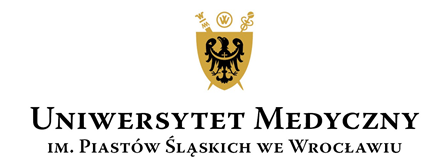 W
Uniwersytet Medyczny
im. Piastów Śląskich we Wrocławiu